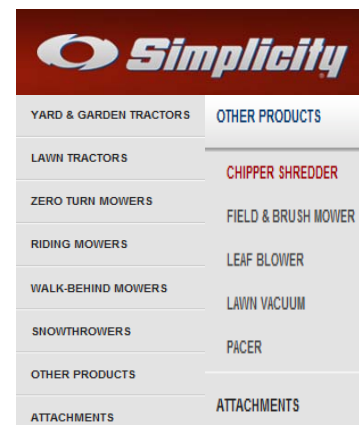 Simplicity
YARD & GARDEN TRACTORS
LAWN TRACTORS
ZERO TURN MOWERS
RIDING MOWERS
WALK-BEHIND MOWERS
SNOWTHROWERS
OTHER PRODUCTS
ATTACHMENTS
OTHER PRODUCTS
CHIPPER SHREDDER
FIELD & BRUSH MOWER
LEAF BLOWER
LAWN VACUUM
PACER
ATTACHMENTS